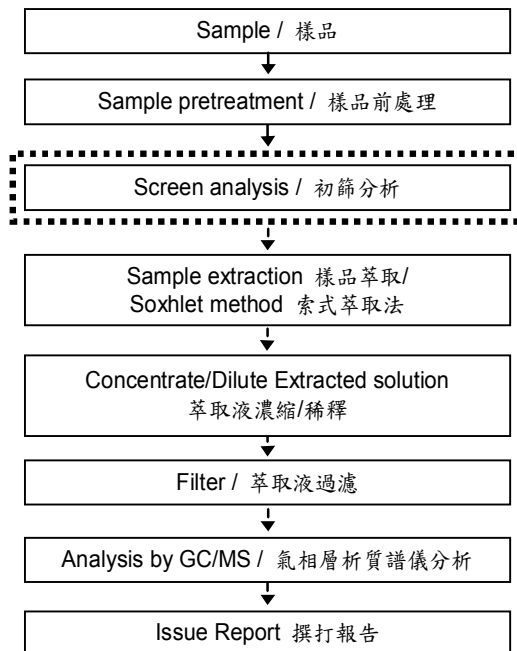 Sample / 樣品
Sample pretreatment / 樣品前處理
Screen analysis / 初篩分析
Sample extraction 樣品萃取/
Soxhlet method 索式萃取法
Concentrate/Dilute Extracted solution
萃取液濃縮/稀釋
Filter / 萃取液過濾
Analysis by GC/MS / 氣相層析質譜儀分析
Issue Report 撰打報告